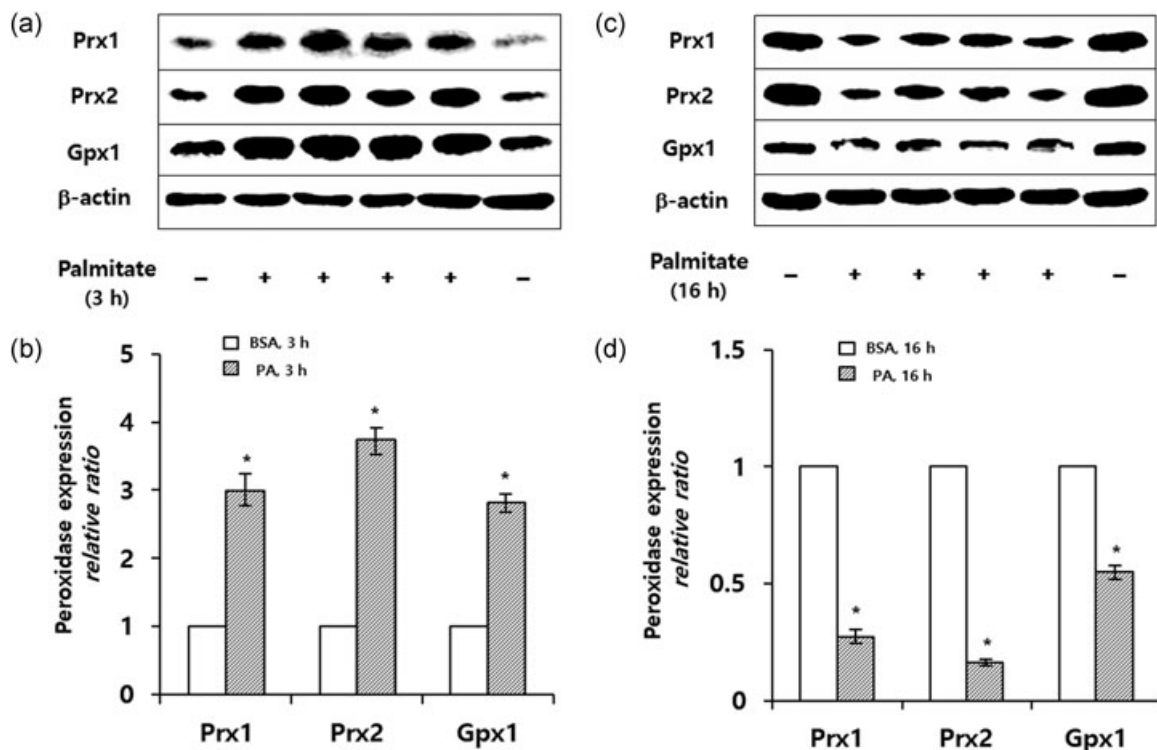 (a)
Prx1
Prx2
Gpx1
β-actin
Palmitate
(3 h)
− + + + + −
(b)
Peroxidase expression
relative ratio
BSA, 3 h
PA, 3 h
5
4
3
2
1
0
*
*
*
Prx1 Prx2 Gpx1
(c)
Prx1
Prx2
Gpx1
β-actin
Palmitate
(16 h)
− + + + + −
(d)
Peroxidase expression
relative ratio
BSA, 16 h
PA, 16 h
1.5
1
0.5
0
*
*
*
Prx1 Prx2 Gpx1